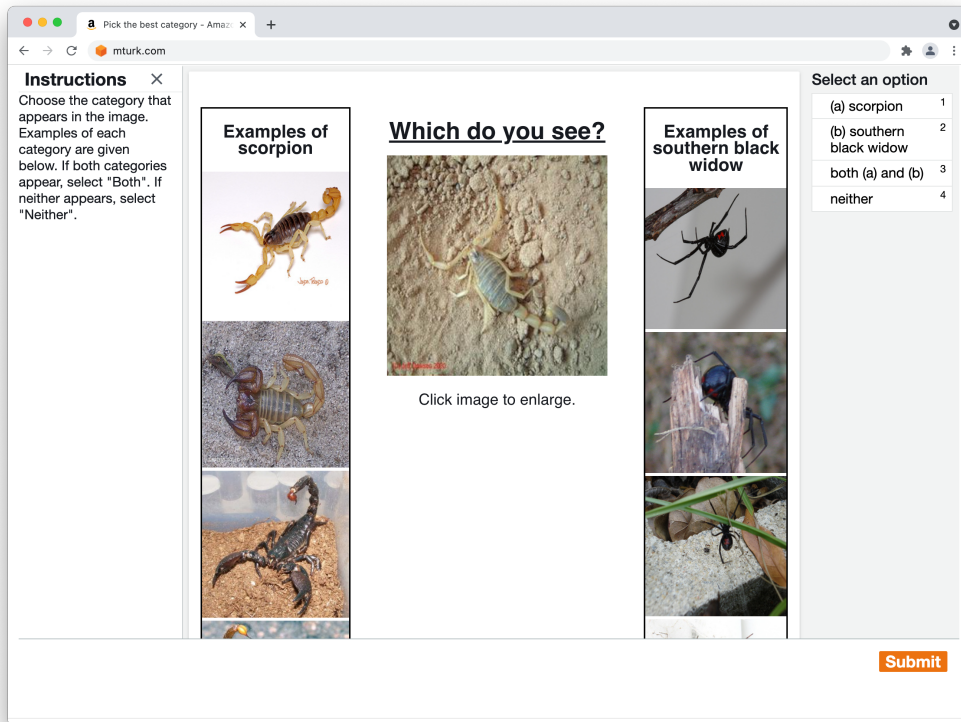 Pick the best category - Amaz
mturk.com
Instructions
Choose the category that
appears in the image.
Examples of each
category are given
below. If both categories
appear, select "Both". If
neither appears, select
"Neither".
Examples of
scorpion
Which do you see?
Click image to enlarge.
Examples of
southern black
widow
Select an option
(a) scorpion 1
(b) southern 2
black widow
both (a) and (b) 3
neither 4
Submit